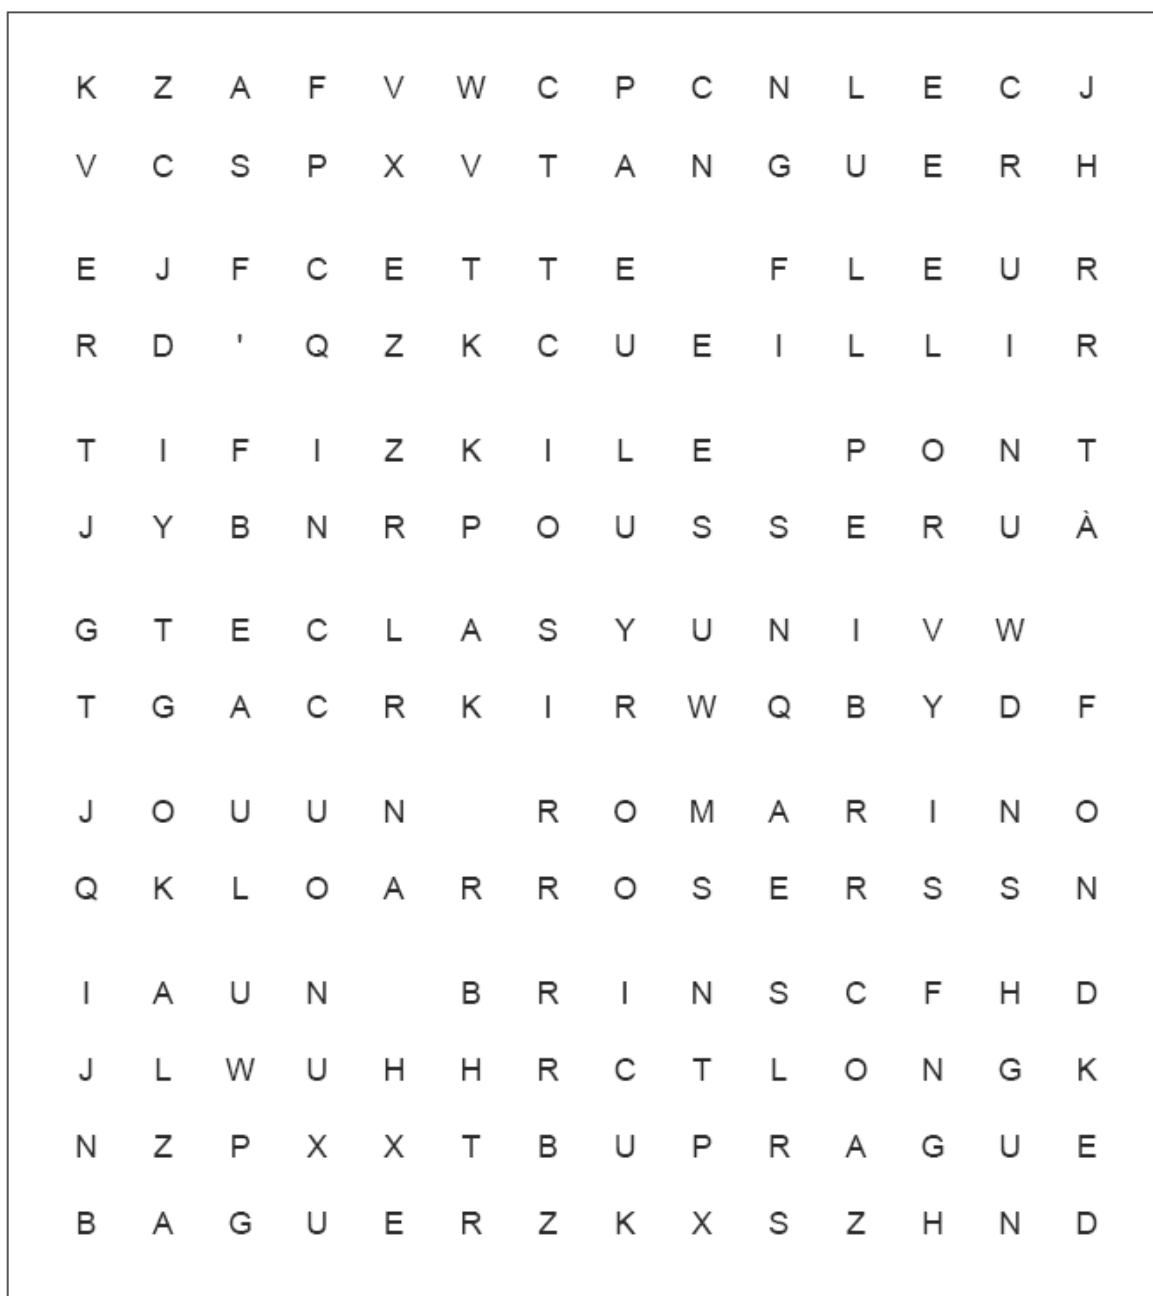 K Z A F V W C P C N L E C J
V C S P X V T A N G U E R H
E J F C E T T E   F L E U R
R D ' Q Z K C U E I L L I R
T I F I Z K I L E   P O N T
J Y B N R P O U S S E R U À
G T E C L A S Y U N I V W
T G A C R K I R W Q B Y D F
J O U U N   R O M A R I N O
Q K L O A R R O S E R S S N
I A U N   B R I N S C F H D
J L W U H H R C T L O N G K
N Z P X X T B U P R A G U E
B A G U E R Z K X S Z H N D